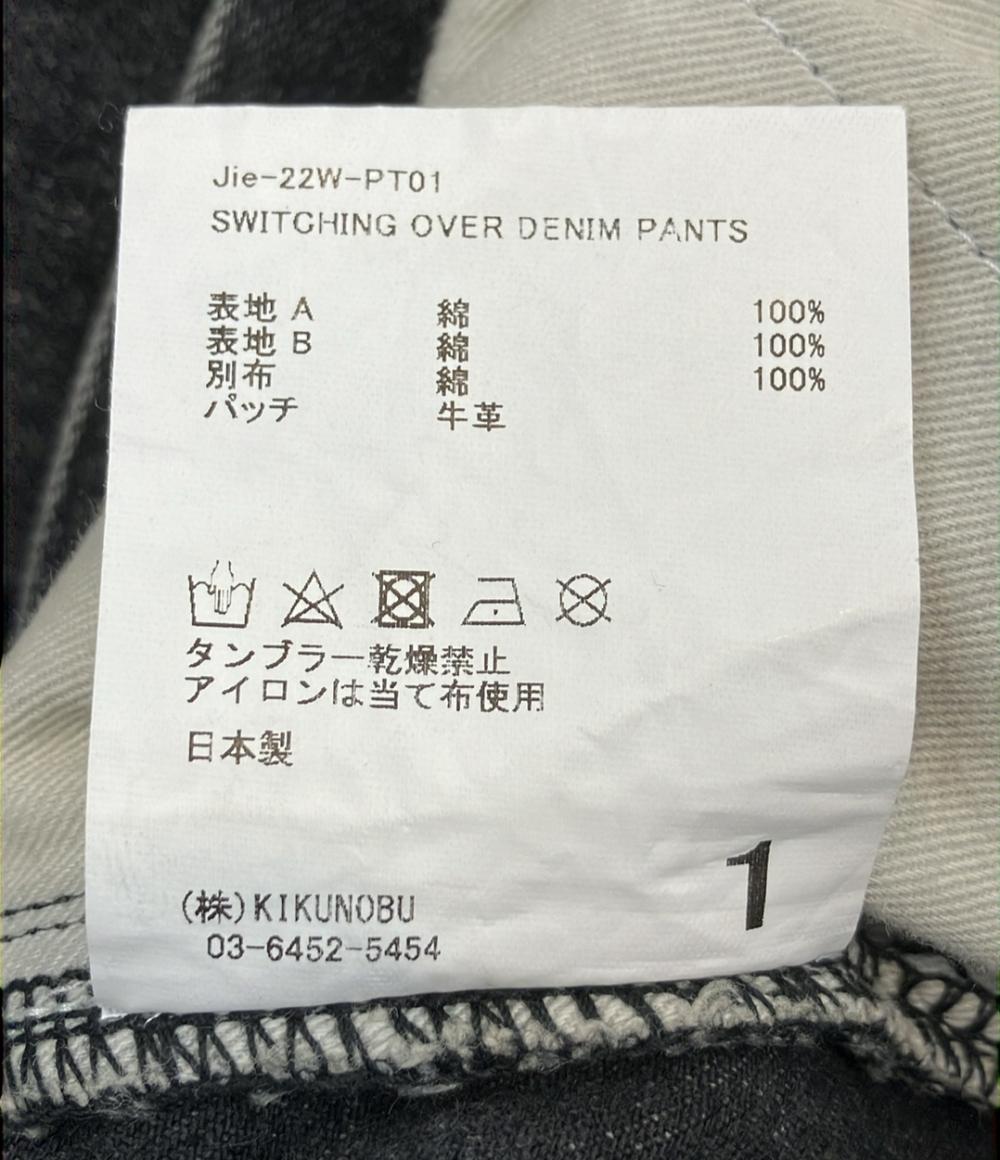 Jie-22W-PT01
SWITCHING OVER DENIM PANTS
表地 A 綿 100%
表地 B 綿 100%
別布 綿 100%
パッチ 牛革
タンブラー乾燥禁止
アイロンは当て布使用
日本製
1
(株)KIKUNOBU
03-6452-5454